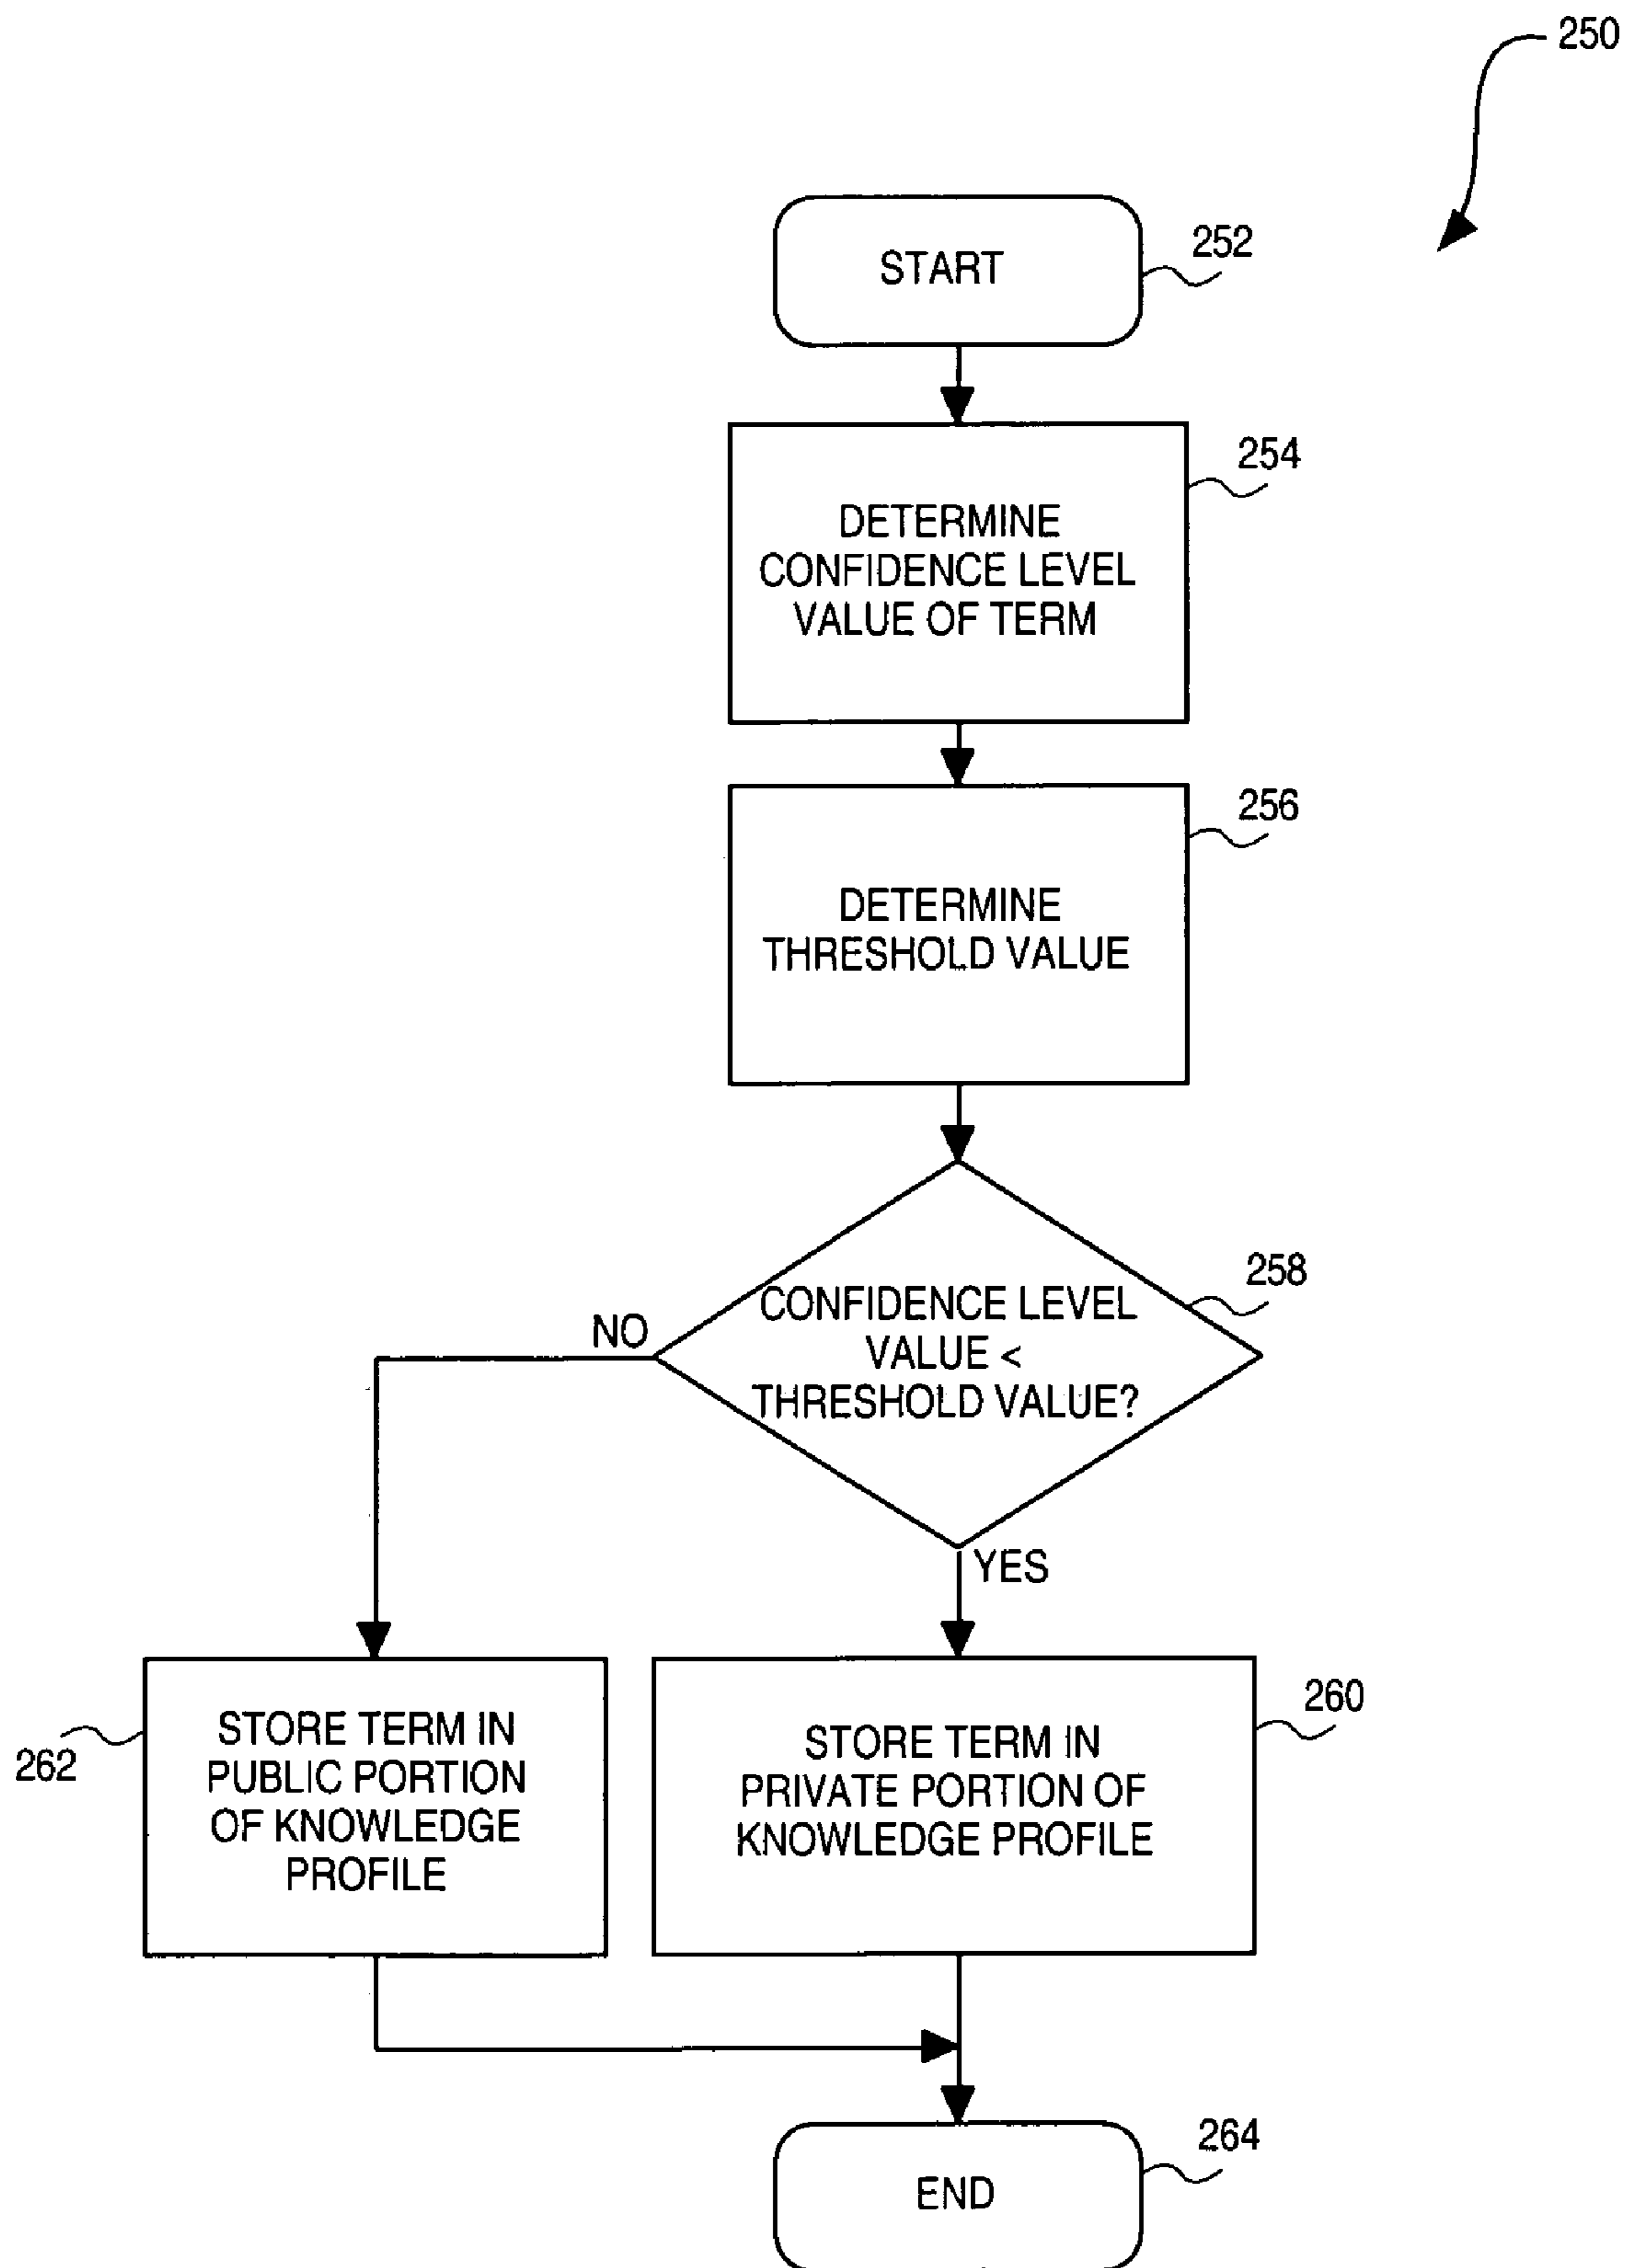 250
START
252
254
DETERMINE
CONFIDENCE LEVEL
VALUE OF TERM
256
DETERMINE
THRESHOLD VALUE
258
CONFIDENCE LEVEL
VALUE <
THRESHOLD VALUE?
NO
YES
262
STORE TERM IN
PUBLIC PORTION
OF KNOWLEDGE
PROFILE
260
STORE TERM IN
PRIVATE PORTION OF
KNOWLEDGE PROFILE
264
END